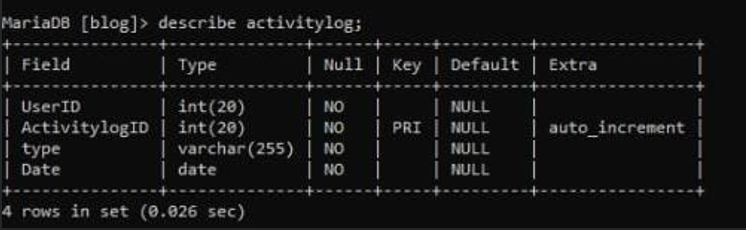 MariaDB [blog]> describe activitylog;
+---------------+--------------+------+-----+---------+----------------+
| Field         | Type         | Null | Key | Default | Extra          |
+---------------+--------------+------+-----+---------+----------------+
| UserID        | int(20)      | NO   |     | NULL    |                |
| ActivitylogID | int(20)      | NO   | PRI | NULL    | auto_increment |
| type          | varchar(255) | NO   |     | NULL    |                |
| Date          | date         | NO   |     | NULL    |                |
+---------------+--------------+------+-----+---------+----------------+
4 rows in set (0.026 sec)